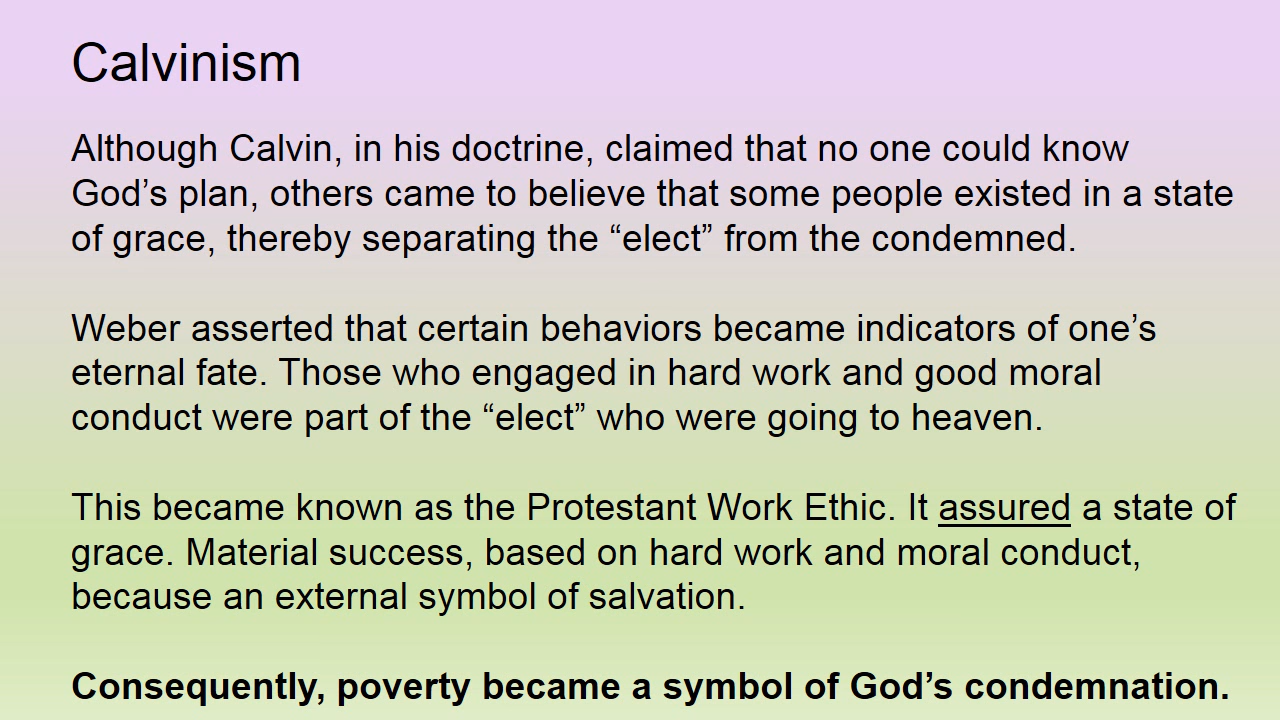 Calvinism
Although Calvin, in his doctrine, claimed that no one could know
God’s plan, others came to believe that some people existed in a state
of grace, thereby separating the “elect” from the condemned.
Weber asserted that certain behaviors became indicators of one’s
eternal fate. Those who engaged in hard work and good moral
conduct were part of the “elect” who were going to heaven.
This became known as the Protestant Work Ethic. It assured a state of
grace. Material success, based on hard work and moral conduct,
because an external symbol of salvation.
Consequently, poverty became a symbol of God’s condemnation.